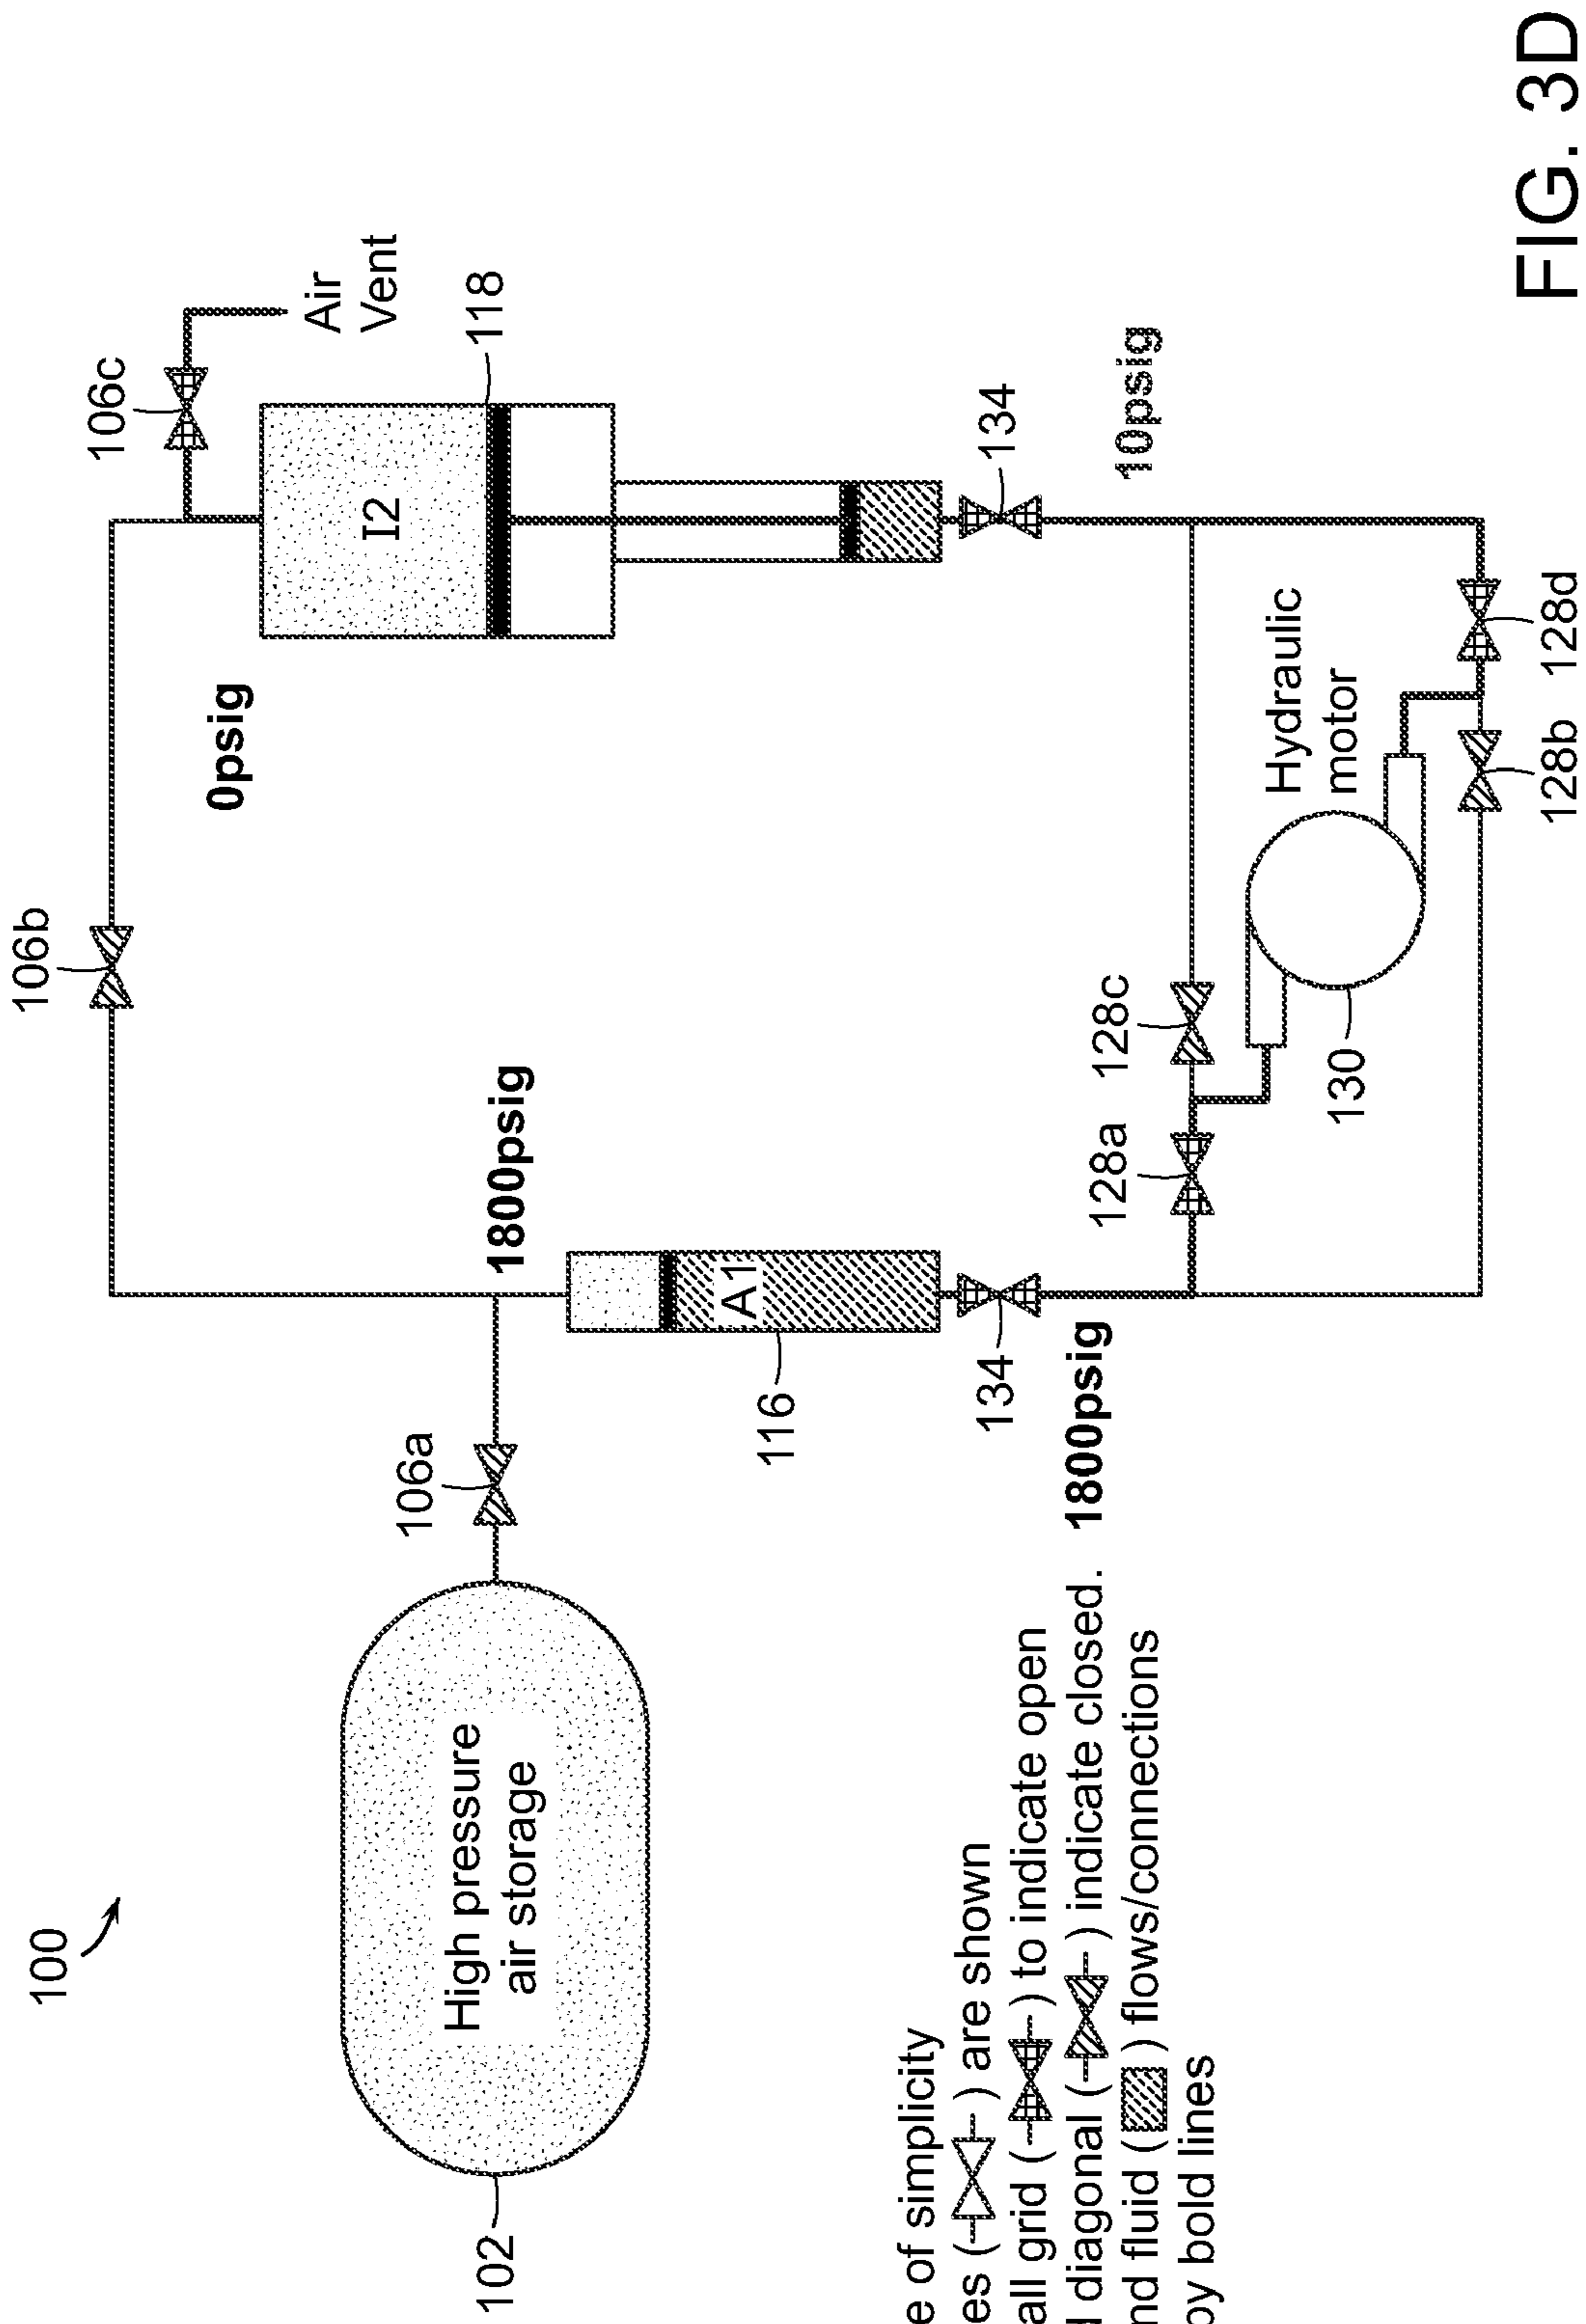 100
106b
106c
0psig
Air
Vent
I2
106a
High pressure
air storage
118
102
1800psig
A1
116
134
134
e of simplicity
es ( ) are shown
all grid ( ) to indicate open
d diagonal ( ) indicate closed.
nd fluid ( ) flows/connections
by bold lines
1800psig
10psig
128a
128c
Hydraulic
motor
130
128b
128d
FIG. 3D